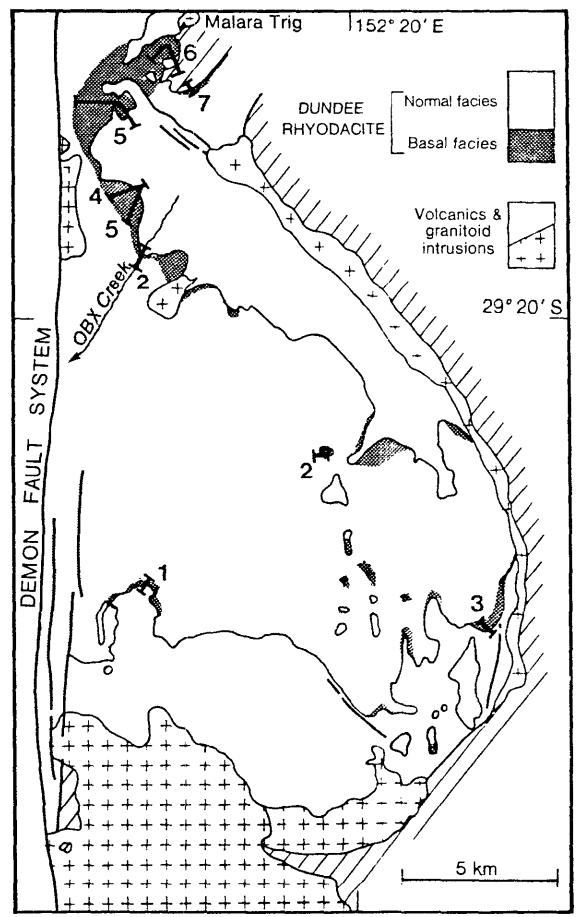 Malara Trig
152° 20′ E
6
7
DUNDEE
RHYODACITE
Normal facies
Basal facies
5
4
5
Volcanics &
granitoid
intrusions
2
OBX Creek
29° 20′ S
DEMON FAULT SYSTEM
2
1
3
5 km